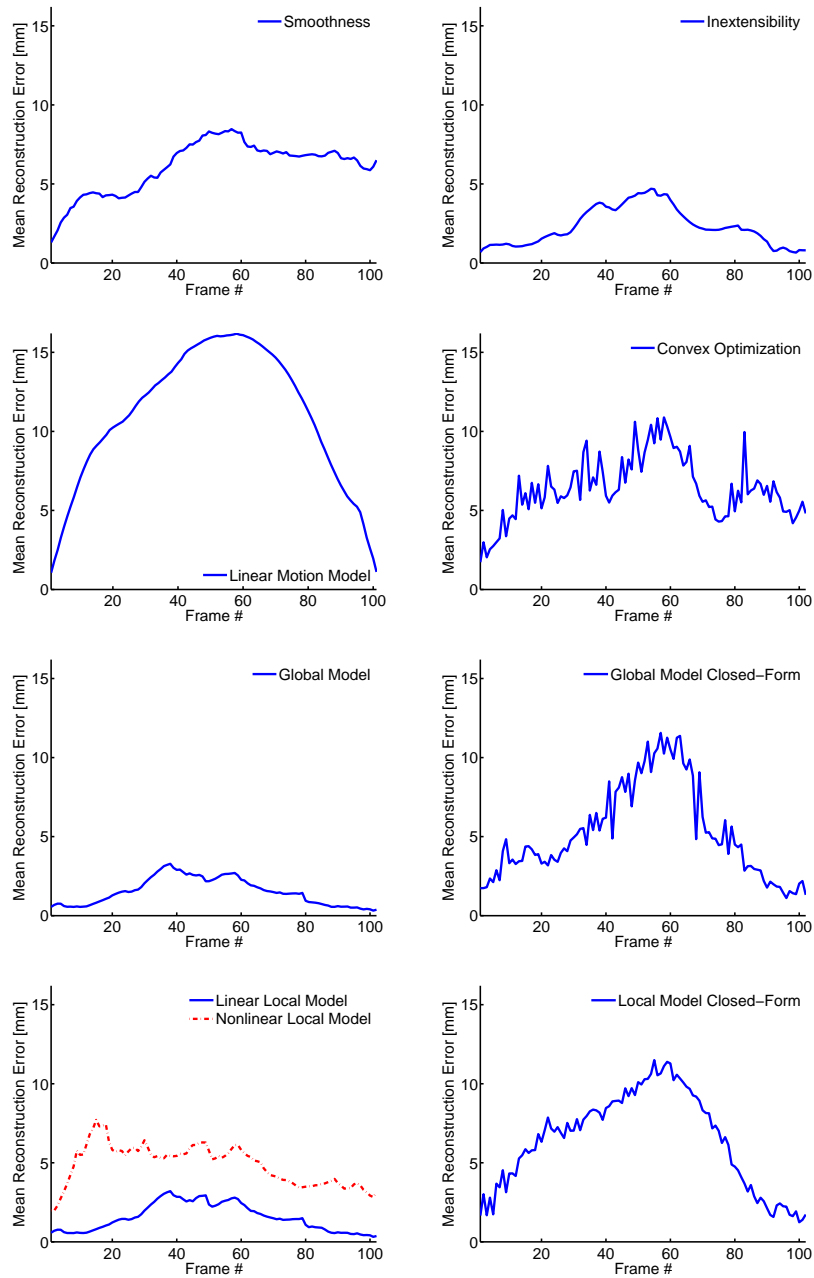 Smoothness
Mean Reconstruction Error [mm]
15
10
5
0
20 40 60 80 100
Frame #
Inextensibility
Mean Reconstruction Error [mm]
15
10
5
0
20 40 60 80 100
Frame #
Linear Motion Model
Mean Reconstruction Error [mm]
15
10
5
0
20 40 60 80 100
Frame #
Convex Optimization
Mean Reconstruction Error [mm]
15
10
5
0
20 40 60 80 100
Frame #
Global Model
Mean Reconstruction Error [mm]
15
10
5
0
20 40 60 80 100
Frame #
Global Model Closed−Form
Mean Reconstruction Error [mm]
15
10
5
0
20 40 60 80 100
Frame #
Linear Local Model
Nonlinear Local Model
Mean Reconstruction Error [mm]
15
10
5
0
20 40 60 80 100
Frame #
Local Model Closed−Form
Mean Reconstruction Error [mm]
15
10
5
0
20 40 60 80 100
Frame #